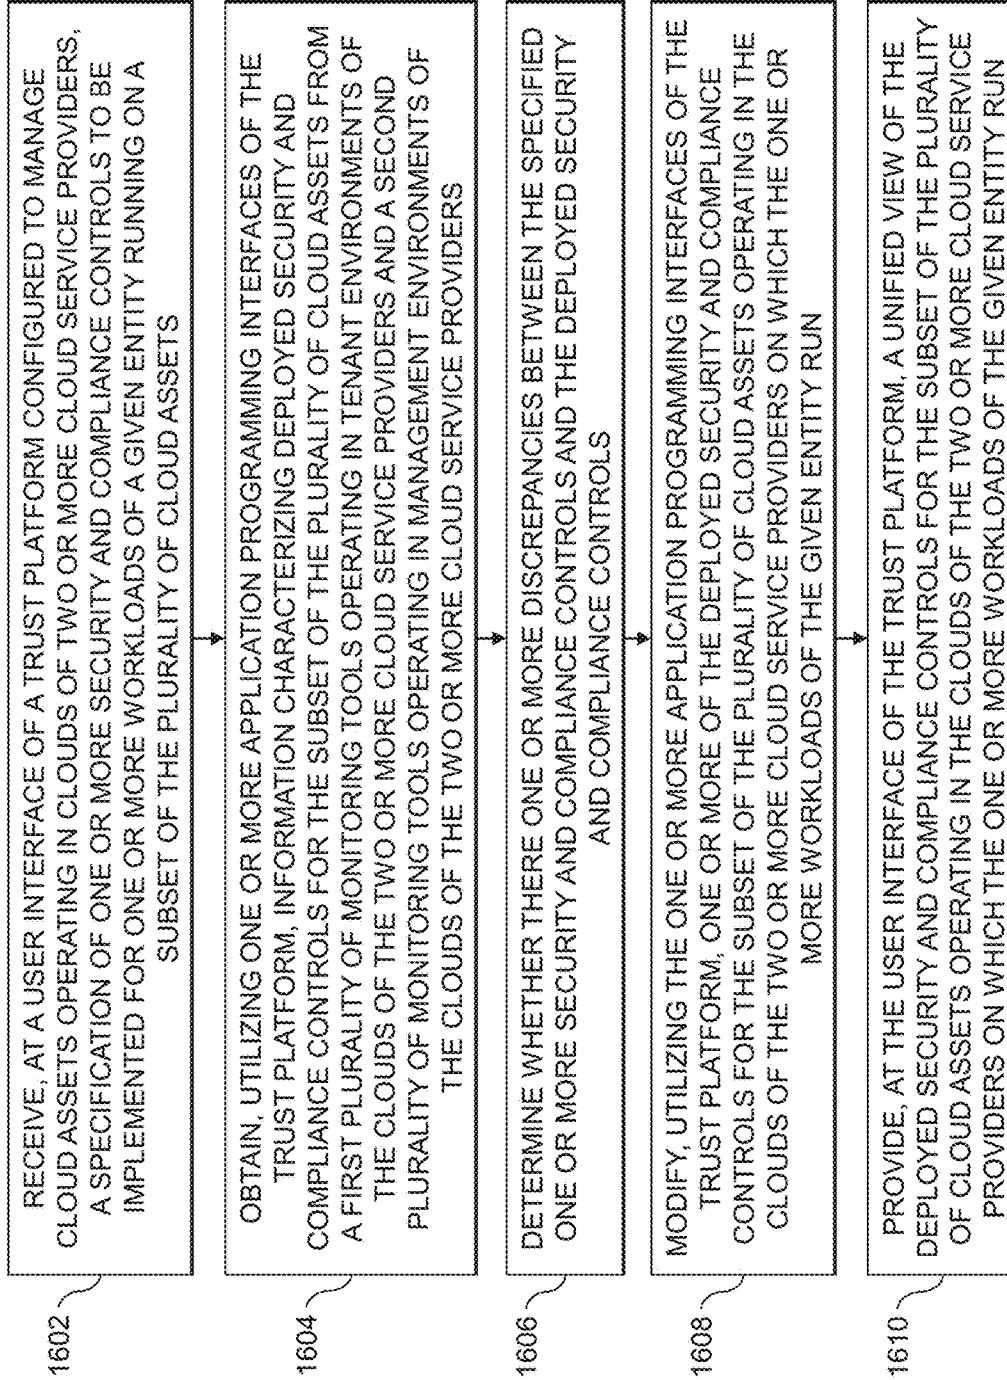 1602
RECEIVE, AT A USER INTERFACE OF A TRUST PLATFORM CONFIGURED TO MANAGE
CLOUD ASSETS OPERATING IN CLOUDS OF TWO OR MORE CLOUD SERVICE PROVIDERS,
A SPECIFICATION OF ONE OR MORE SECURITY AND COMPLIANCE CONTROLS TO BE
IMPLEMENTED FOR ONE OR MORE WORKLOADS OF A GIVEN ENTITY RUNNING ON A
SUBSET OF THE PLURALITY OF CLOUD ASSETS
1604
OBTAIN, UTILIZING ONE OR MORE APPLICATION PROGRAMMING INTERFACES OF THE
TRUST PLATFORM, INFORMATION CHARACTERIZING DEPLOYED SECURITY AND
COMPLIANCE CONTROLS FOR THE SUBSET OF THE PLURALITY OF CLOUD ASSETS FROM
A FIRST PLURALITY OF MONITORING TOOLS OPERATING IN TENANT ENVIRONMENTS OF
THE CLOUDS OF THE TWO OR MORE CLOUD SERVICE PROVIDERS AND A SECOND
PLURALITY OF MONITORING TOOLS OPERATING IN MANAGEMENT ENVIRONMENTS OF
THE CLOUDS OF THE TWO OR MORE CLOUD SERVICE PROVIDERS
1606
DETERMINE WHETHER THERE ONE OR MORE DISCREPANCIES BETWEEN THE SPECIFIED
ONE OR MORE SECURITY AND COMPLIANCE CONTROLS AND THE DEPLOYED SECURITY
AND COMPLIANCE CONTROLS
1608
MODIFY, UTILIZING THE ONE OR MORE APPLICATION PROGRAMMING INTERFACES OF THE
TRUST PLATFORM, ONE OR MORE OF THE DEPLOYED SECURITY AND COMPLIANCE
CONTROLS FOR THE SUBSET OF THE PLURALITY OF CLOUD ASSETS OPERATING IN THE
CLOUDS OF THE TWO OR MORE CLOUD SERVICE PROVIDERS ON WHICH THE ONE OR
MORE WORKLOADS OF THE GIVEN ENTITY RUN
1610
PROVIDE, AT THE USER INTERFACE OF THE TRUST PLATFORM, A UNIFIED VIEW OF THE
DEPLOYED SECURITY AND COMPLIANCE CONTROLS FOR THE SUBSET OF THE PLURALITY
OF CLOUD ASSETS OPERATING IN THE CLOUDS OF THE TWO OR MORE CLOUD SERVICE
PROVIDERS ON WHICH THE ONE OR MORE WORKLOADS OF THE GIVEN ENTITY RUN